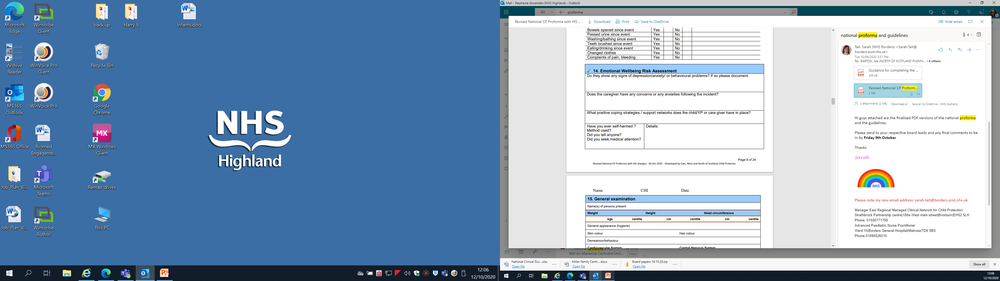 Microsoft Edge
Winscribe Client
back up
Harry S
Infants.docx
Archive Reader
WinVoice Pro Client
Recycle Bin
MS365 Outlook
WinVoice Pro
Google Chrome
MS365 Office
Riomed Engageme...
MX
MX Windows Client
Job_Plan_Vi...
Microsoft Teams
Remap drives
Job_Plan_Vi...
Winscribe Author
This PC
NHS
Highland
12:06
12/10/2020
Mail - Stephanie Govenden (NHS Highland) - Outlook
All
proforma
Revised National CP Proforma with HIS ...
Download
Print
Save to OneDrive
Hide email
Bowels opened since event Yes No
Passed urine since event Yes No
Washing/bathing since event Yes No
Teeth brushed since event Yes No
Eating/drinking since event Yes No
Changed clothes Yes No
Complaints of pain, bleeding Yes No
✓ 14. Emotional Wellbeing Risk Assessment
Do they show any signs of depression/anxiety/ or behavioural problems? If so please document.
Does the caregiver have any concerns or any anxieties following the incident?
What positive coping strategies / support networks does the child/YP or care giver have in place?
Have you ever self-harmed ?
Method used?
Did you tell anyone?
Did you seek medical attention?
Details:
Page 8 of 24
Revised National CP Proforma with HIS changes - 06 Oct 2020 Developed by East, West and North of Scotland Child Protectio
Name CHI Date
15. General examination
Name(s) of persons present
Weight Height Head circumference
kgs centile cm centile cm centile
General appearance (hygiene)
Skin colour Hair colour
Demeanour/behaviour
Cardiovascular System Central Nervous System
national proforma and guidelines
4
Tait, Sarah (NHS Borders) <Sarah.Tait@
borders.scot.nhs.uk>
Tue 10/06/2020 3:57 PM
To: BARTON, Isla (NORTH OF SCOTLAND PLANNI... +4 others
Guidance for completing the ...
338 KB
Revised National CP Proform...
2 MB
2 attachments (2 MB) Download all Save all to OneDrive - NHS Scotland
Hi guys attached are the finalised PDF versions of the national proforma
and the guidelines.
Please send to your respective board leads and any final comments to be
in by Friday 9th October
Thanks
Sarah
NHS
Please note my new email address: sarah.tait@borders.scot.nhs.uk
Manager East Regional Managed Clinical Network for Child Protection
Strathbrock Partnership centre|189a West main street|Broxburn|EH52 5LH
Phone: 01506771799
Advanced Paediatric Nurse Practitioner
Ward 15|Borders General Hospital|Melrose|TD6 9BS
Phone:01896826015
Will do Marianne Cochrane Unit...
Inbox
National Clinical Gui....xlsx
Open file
Miller Family Centr....docx
Open file
Board papers 14.10.20.zip
Open file
Show all
12:06
12/10/2020